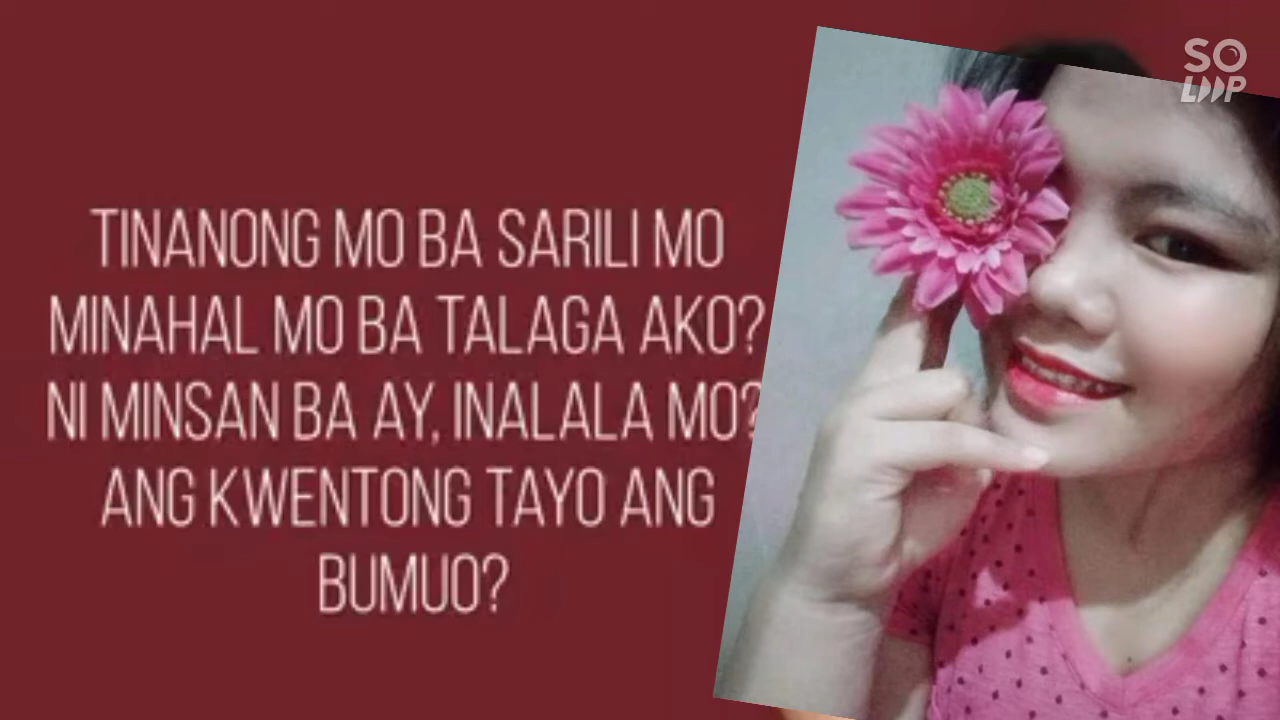 TINANONG MO BA SARILI MO
MINAHAL MO BA TALAGA AKO?
NI MINSAN BA AY, INALALA MO?
ANG KWENTONG TAYO ANG
BUMUO?
SO
LOOP